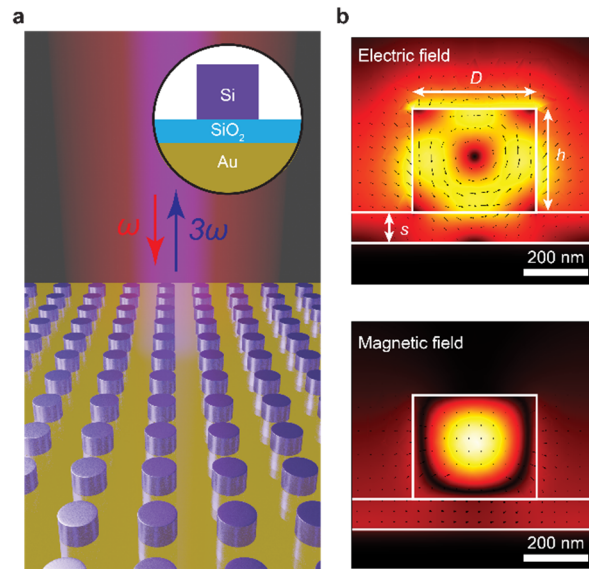 a
Si
SiO₂
Au
ω
3ω
b
Electric field
D
h
s
200 nm
Magnetic field
200 nm